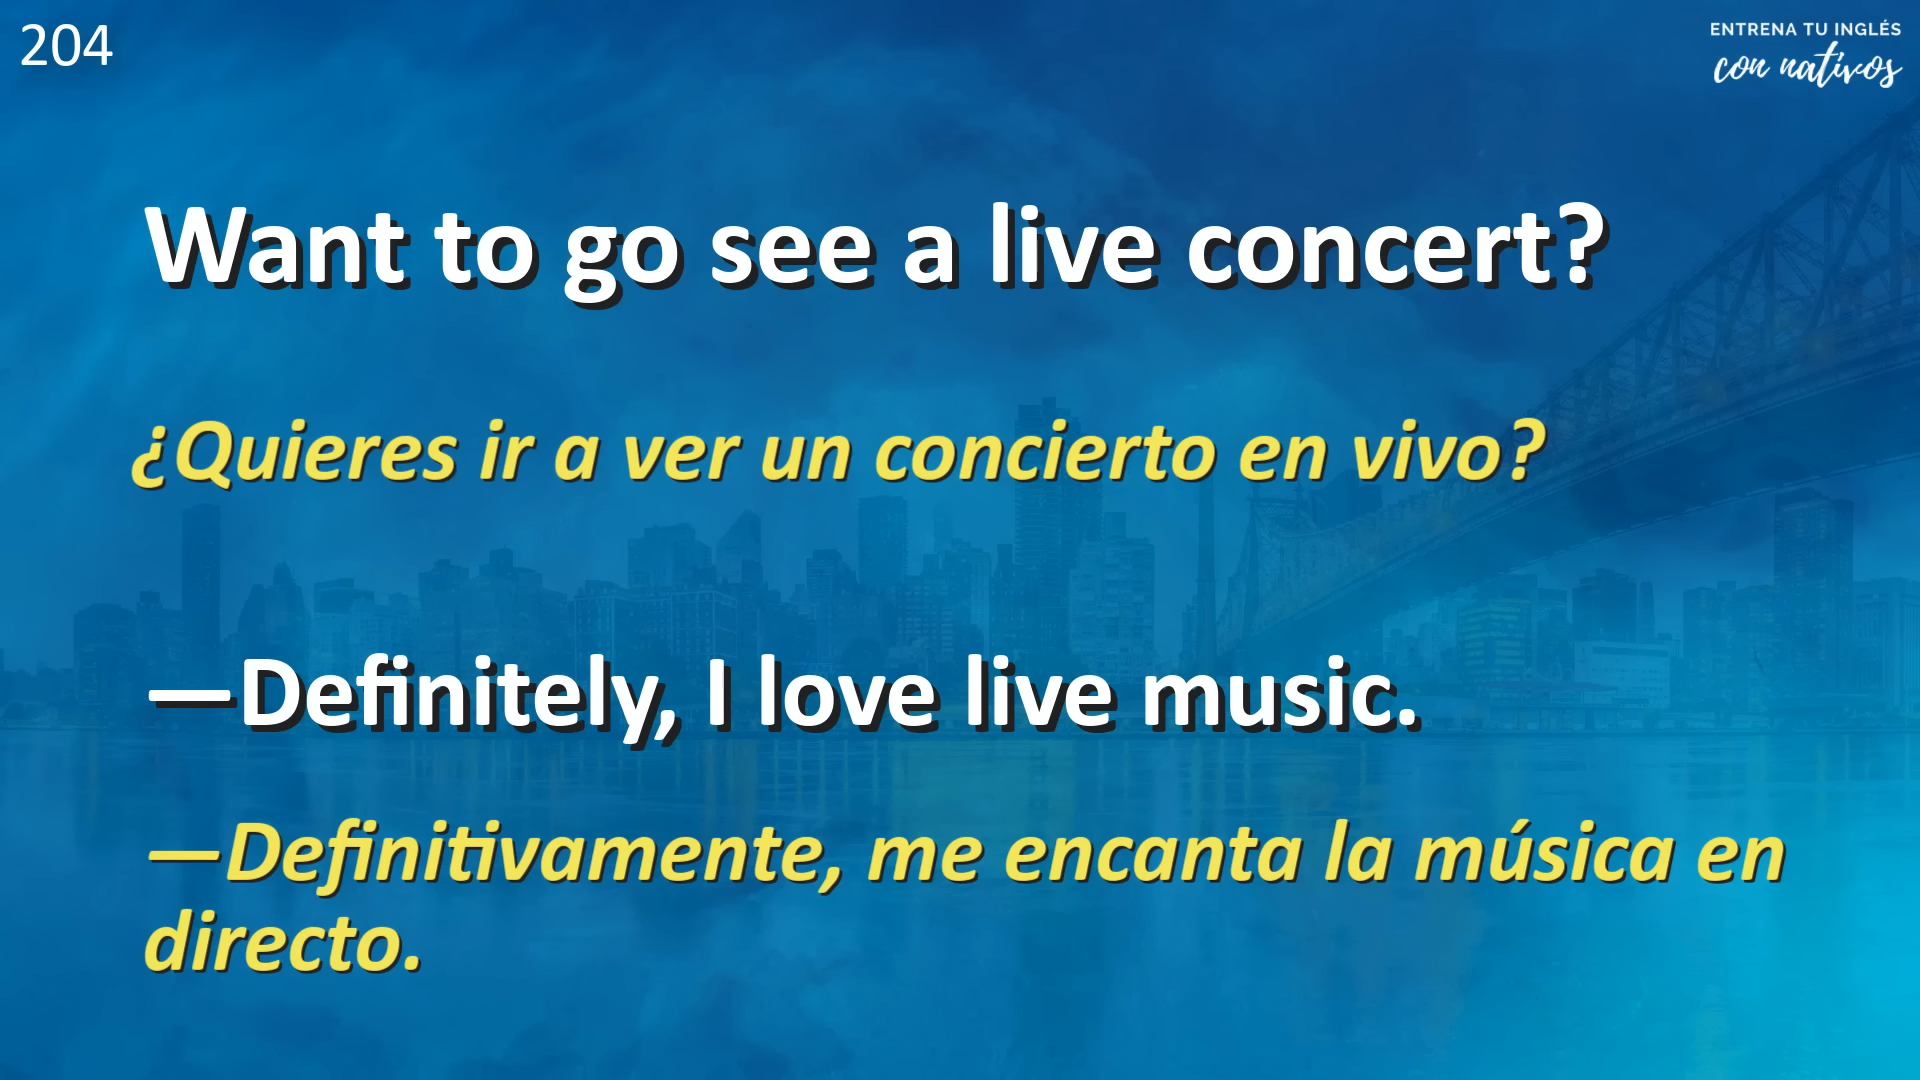 204
ENTRENA TU INGLÉS
con nativos
Want to go see a live concert?
¿Quieres ir a ver un concierto en vivo?
—Definitely, I love live music.
—Definitivamente, me encanta la música en
directo.